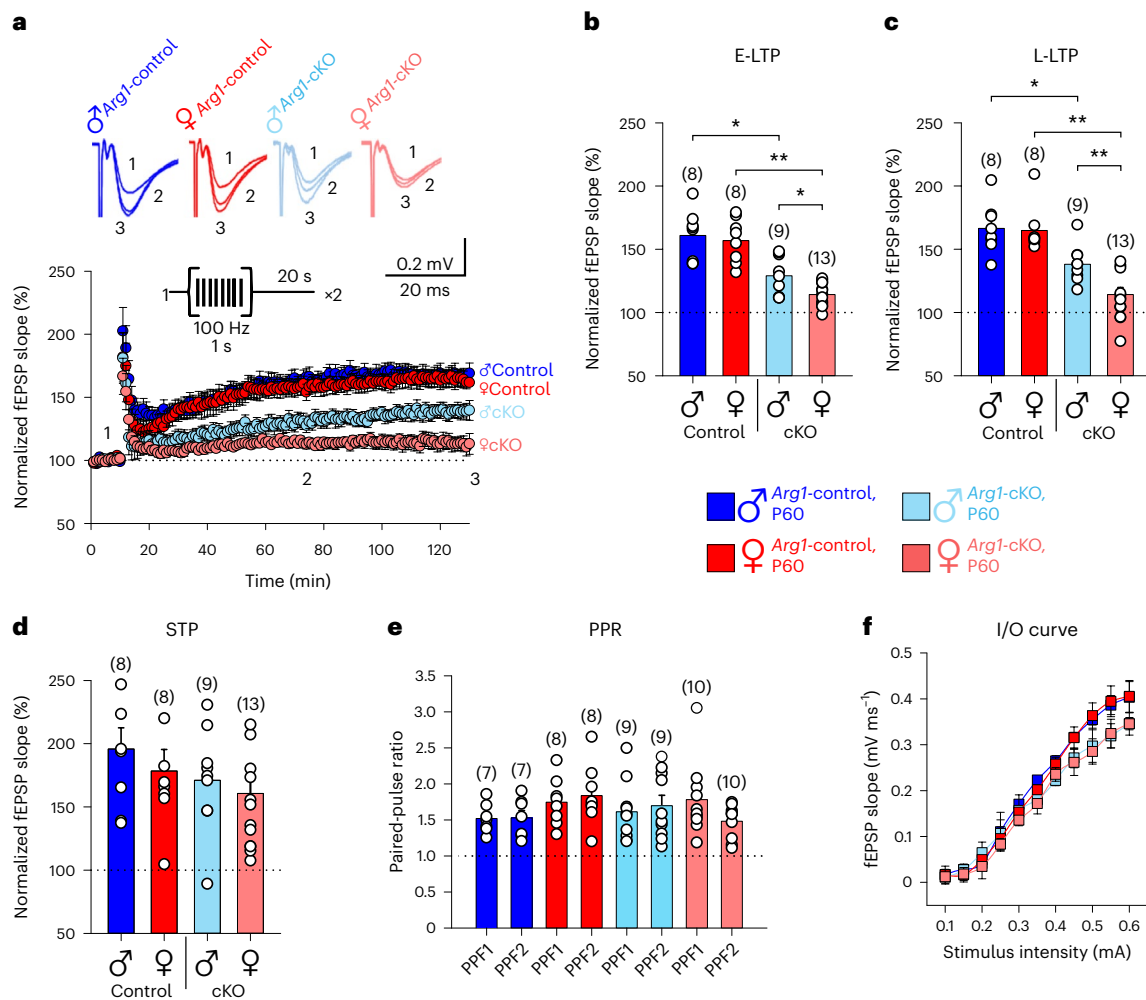 a
♂Arg1-control
♀Arg1-control
♂Arg1-cKO
♀Arg1-cKO
1
2
3
1
2
3
1
2
3
1
2
3
0.2 mV
20 ms
1
20 s
×2
100 Hz
1 s
Normalized fEPSP slope (%)
250
200
150
100
50
1
2
3
♂Control
♀Control
♂cKO
♀cKO
0 20 40 60 80 100 120
Time (min)
b
E-LTP
Normalized fEPSP slope (%)
250
200
150
100
50
*
**
*
(8)
(8)
(9)
(13)
♂ ♀ ♂ ♀
Control cKO
c
L-LTP
Normalized fEPSP slope (%)
250
200
150
100
50
*
**
**
(8)
(8)
(9)
(13)
♂ ♀ ♂ ♀
Control cKO
♂ Arg1-control,
P60
♂ Arg1-cKO,
P60
♀ Arg1-control,
P60
♀ Arg1-cKO,
P60
d
STP
Normalized fEPSP slope (%)
250
200
150
100
50
(8)
(8)
(9)
(13)
♂ ♀ ♂ ♀
Control cKO
e
PPR
Paired-pulse ratio
3.5
3.0
2.5
2.0
1.5
1.0
0.5
0
(7)
(7)
(8)
(8)
(9)
(9)
(10)
(10)
PPF1 PPF2 PPF1 PPF2 PPF1 PPF2 PPF1 PPF2
f
I/O curve
fEPSP slope (mV ms⁻¹)
0.5
0.4
0.3
0.2
0.1
0
0.1 0.2 0.3 0.4 0.5 0.6
Stimulus intensity (mA)